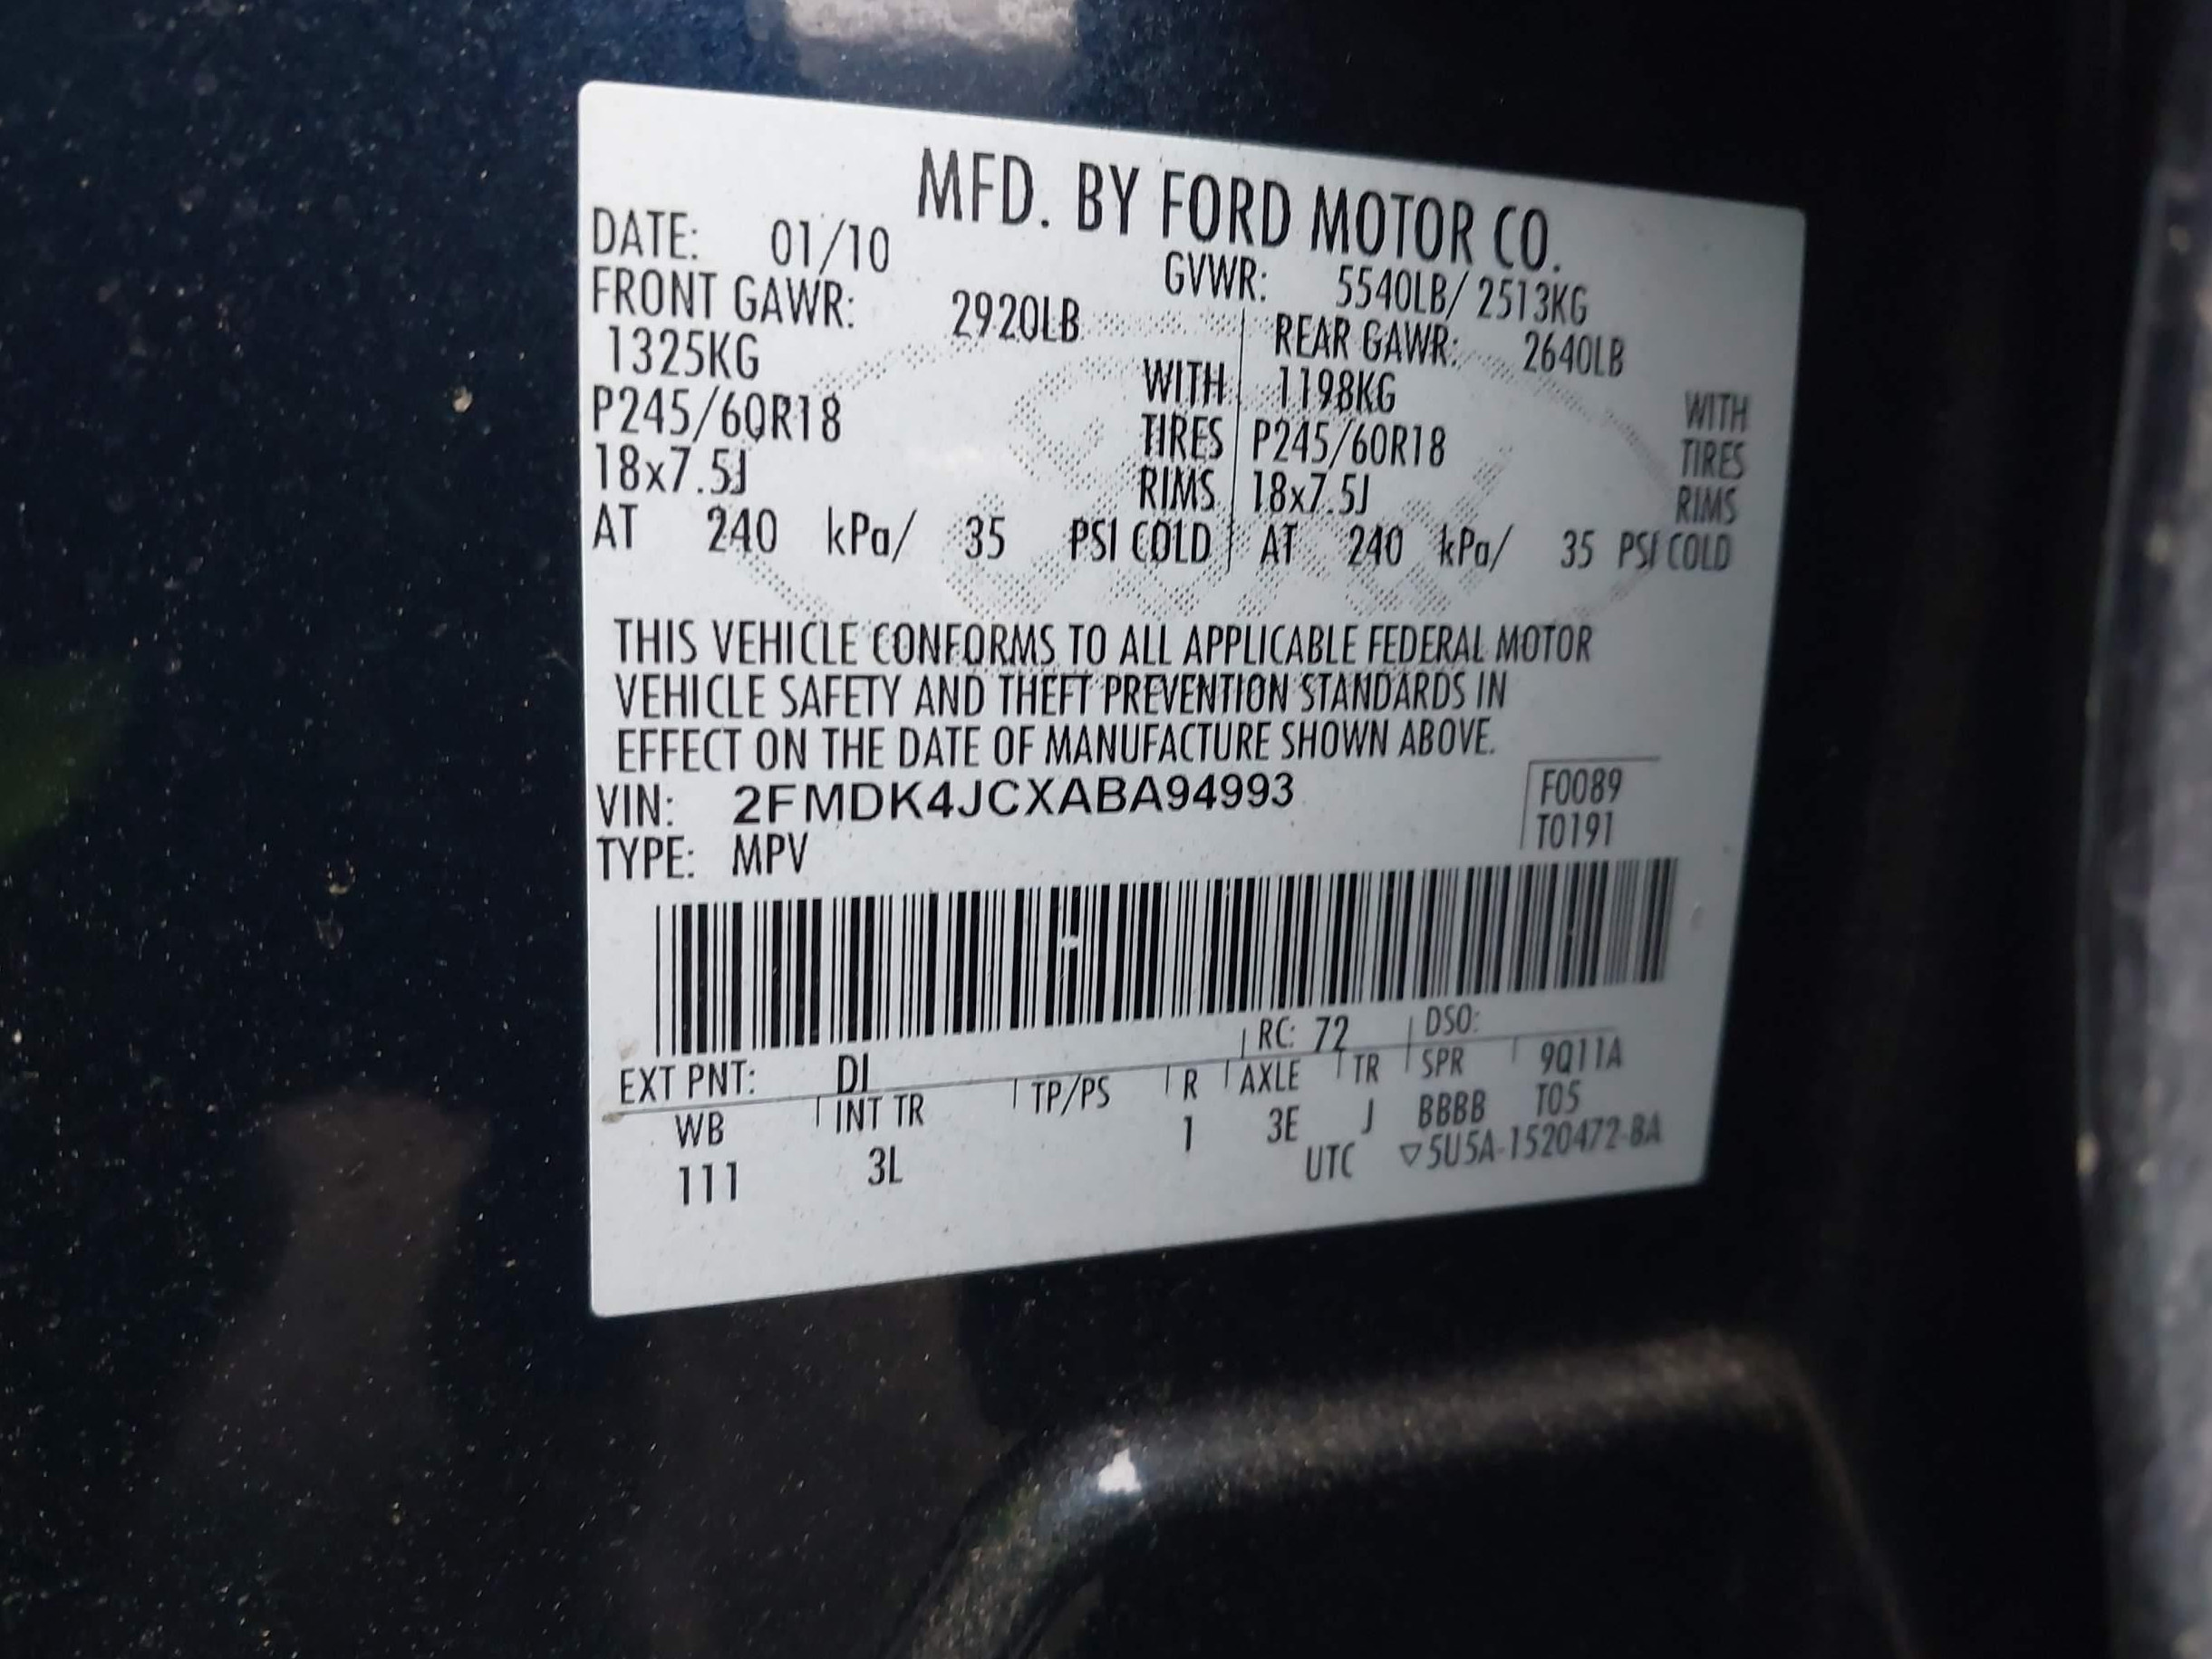 MFD. BY FORD MOTOR CO.
DATE: 01/10 GVWR: 5540LB/ 2513KG
FRONT GAWR: 2920LB REAR GAWR: 2640LB
1325KG WITH 1198KG WITH
P245/60R18 TIRES P245/60R18 TIRES
18x7.5J RIMS 18x7.5J RIMS
AT 240 kPa/ 35 PSI COLD AT 240 kPa/ 35 PSI COLD
THIS VEHICLE CONFORMS TO ALL APPLICABLE FEDERAL MOTOR
VEHICLE SAFETY AND THEFT PREVENTION STANDARDS IN
EFFECT ON THE DATE OF MANUFACTURE SHOWN ABOVE.
VIN: 2FMDK4JCXABA94993 F0089
TYPE: MPV T0191
EXT PNT: DI RC: 72 DSO:
WB INT TR TP/PS R AXLE TR SPR 9Q11A
111 3L 1 3E J BBBB T05
UTC ▽5U5A-1520472-BA